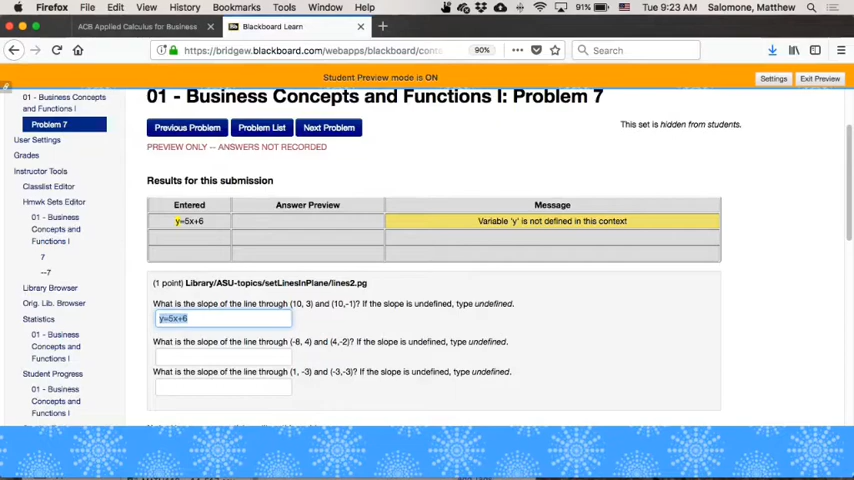 Firefox File Edit View History Bookmarks Tools Window Help 91% Tue 9:23 AM Salomone, Matthew
ACB Applied Calculus for Business
Blackboard Learn
https://bridgew.blackboard.com/webapps/blackboard/conte 90% Search
Student Preview mode is ON Settings Exit Preview
01 - Business Concepts
and Functions I
Problem 7
User Settings
Grades
Instructor Tools
Classlist Editor
Hmwk Sets Editor
01 - Business
Concepts and
Functions I
7
--7
Library Browser
Orig. Lib. Browser
Statistics
01 - Business
Concepts and
Functions I
Student Progress
01 - Business
Concepts and
Functions I
01 - Business Concepts and Functions I: Problem 7
Previous Problem Problem List Next Problem
This set is hidden from students.
PREVIEW ONLY -- ANSWERS NOT RECORDED
Results for this submission
Entered Answer Preview Message
y=5x+6 Variable 'y' is not defined in this context
(1 point) Library/ASU-topics/setLinesInPlane/lines2.pg
What is the slope of the line through (10, 3) and (10,-1)? If the slope is undefined, type undefined.
y=5x+6
What is the slope of the line through (-8, 4) and (4,-2)? If the slope is undefined, type undefined.
What is the slope of the line through (1, -3) and (-3,-3)? If the slope is undefined, type undefined.